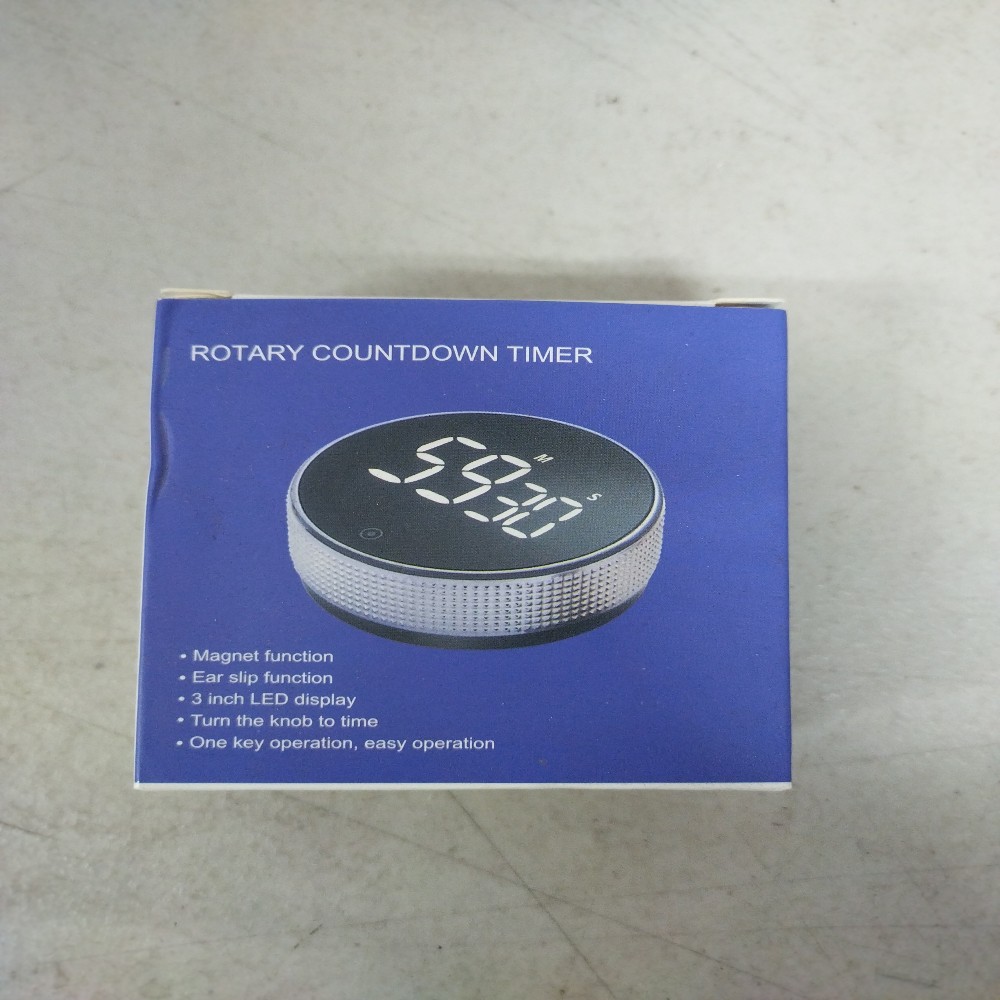 ROTARY COUNTDOWN TIMER
59 M
30 S
• Magnet function
• Ear slip function
• 3 inch LED display
• Turn the knob to time
• One key operation, easy operation